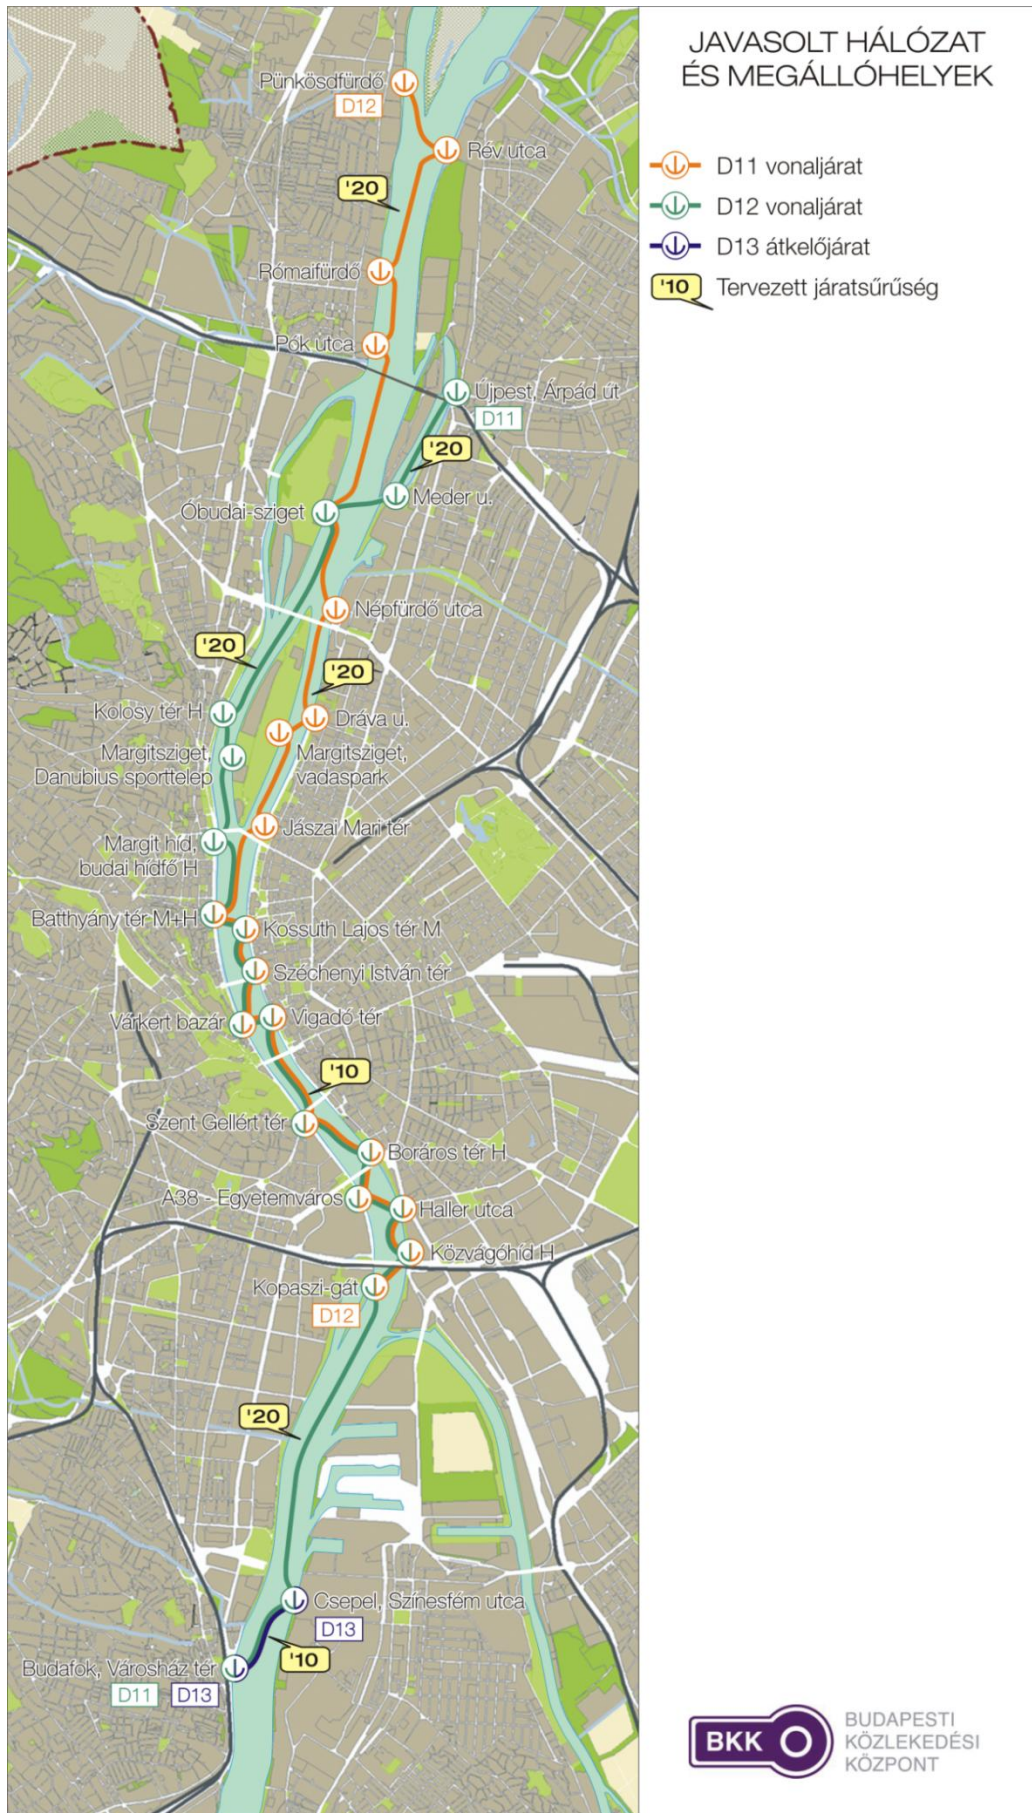 JAVASOLT HÁLÓZAT
ÉS MEGÁLLÓHELYEK
D11 vonaljárat
D12 vonaljárat
D13 átkelőjárat
'10 Tervezett járatsűrűség
Pünkösdfürdő
D12
Rév utca
'20
Rómaifürdő
Pók utca
Újpest, Árpád út
D11
'20
Meder u.
Óbudai-sziget
Népfürdő utca
'20
'20
Kolosy tér H
Dráva u.
Margitsziget,
Danubius sporttelep
Margitsziget,
vadaspark
Jászai Mari tér
Margit híd,
budai hídfő H
Batthyány tér M+H
Kossuth Lajos tér M
Széchenyi István tér
Várkert bazár
Vigadó tér
'10
Szent Gellért tér
Boráros tér H
A38 - Egyetemváros
Haller utca
Közvágóhíd H
Kopaszi-gát
D12
'20
Csepel, Színesfém utca
D13
'10
Budafok, Városház tér
D11 D13
BKK
BUDAPESTI
KÖZLEKEDÉSI
KÖZPONT